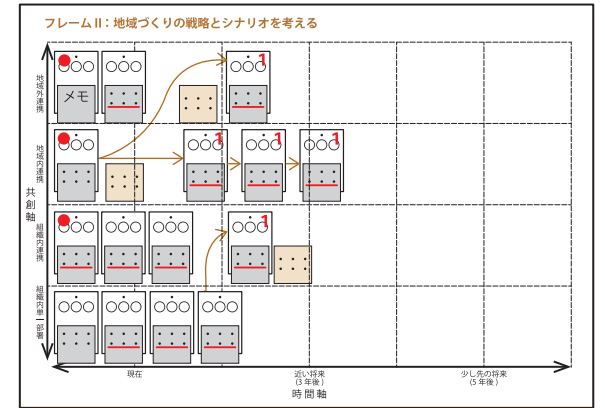 フレームⅡ：地域づくりの戦略とシナリオを考える
地域外連携
メモ
1
地域内連携
1
1
1
共創軸
組織内連携
1
組織内単一部署
現在
近い将来
(3年後)
少し先の将来
(5年後)
時間軸